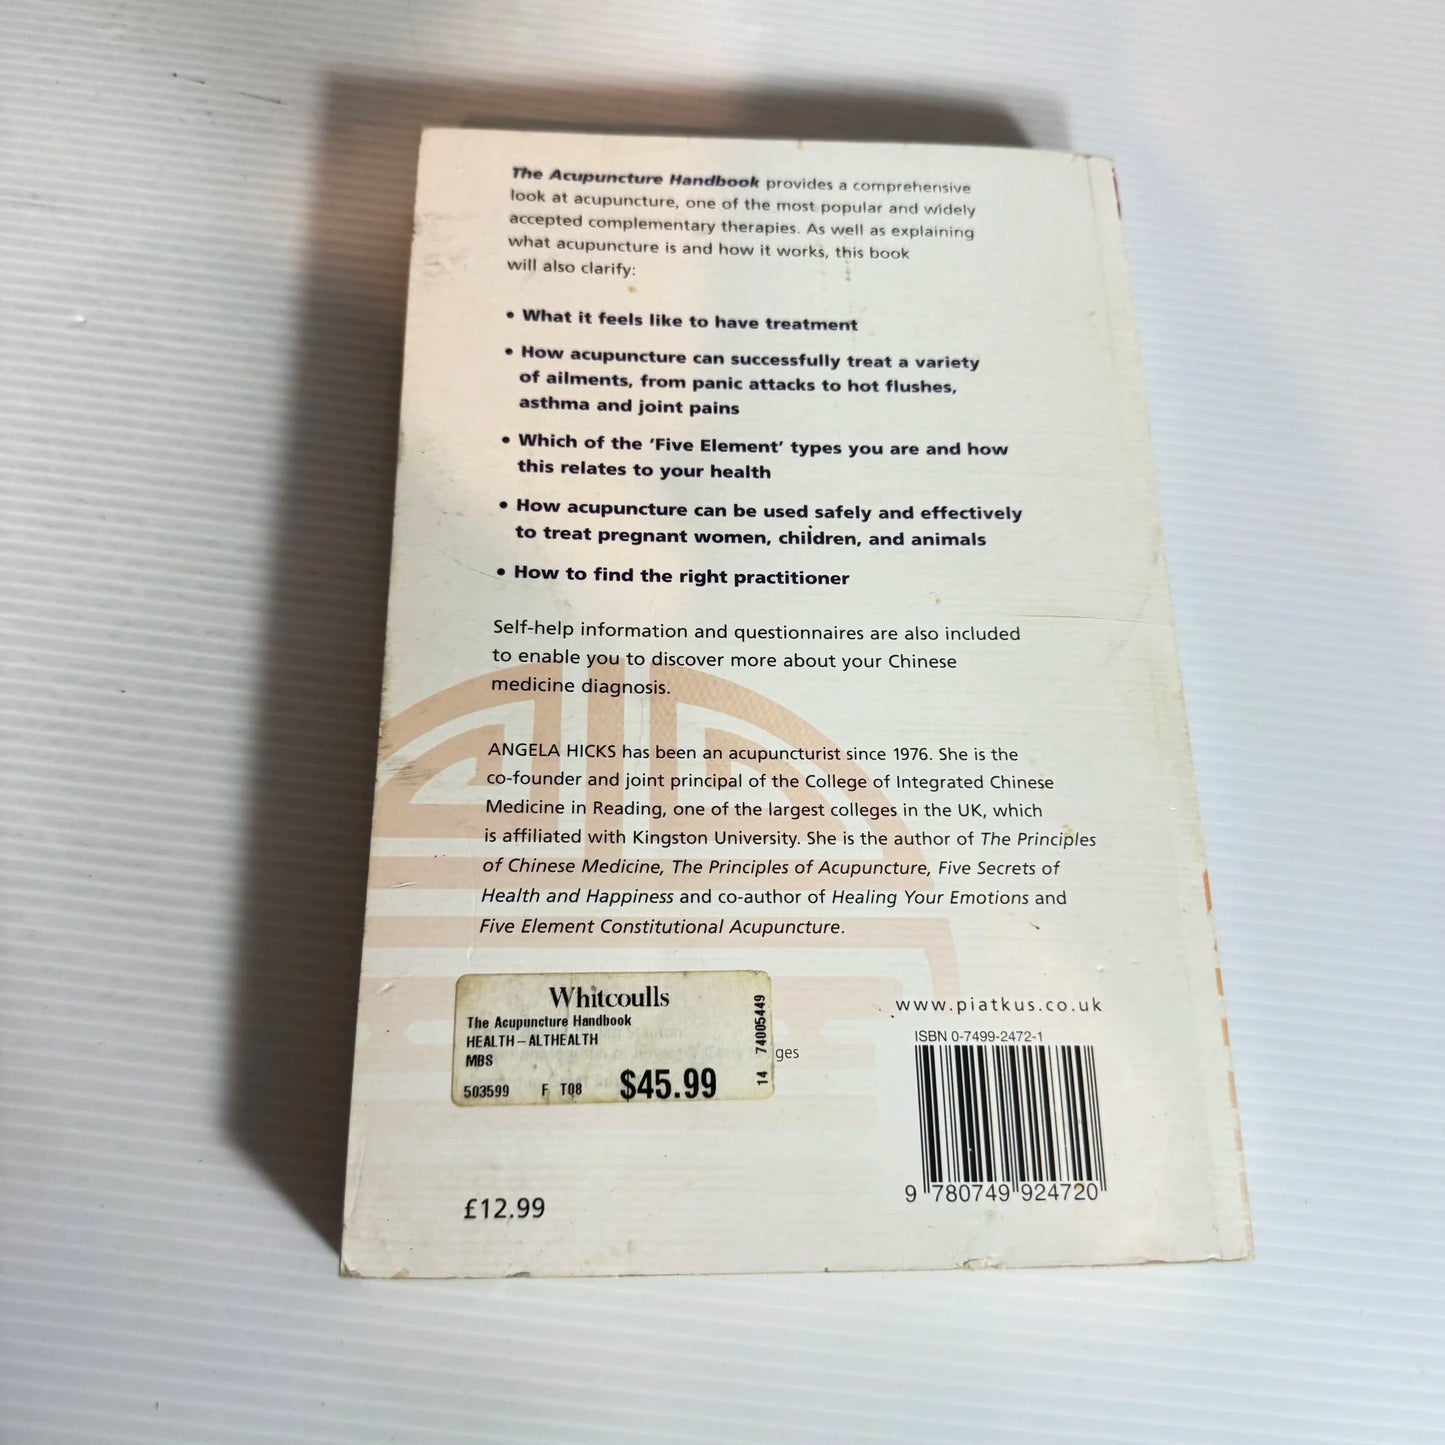 The Acupuncture Handbook provides a comprehensive
look at acupuncture, one of the most popular and widely
accepted complementary therapies. As well as explaining
what acupuncture is and how it works, this book
will also clarify:
• What it feels like to have treatment
• How acupuncture can successfully treat a variety
of ailments, from panic attacks to hot flushes,
asthma and joint pains
• Which of the ‘Five Element’ types you are and how
this relates to your health
• How acupuncture can be used safely and effectively
to treat pregnant women, children, and animals
• How to find the right practitioner
Self-help information and questionnaires are also included
to enable you to discover more about your Chinese
medicine diagnosis.
ANGELA HICKS has been an acupuncturist since 1976. She is the
co-founder and joint principal of the College of Integrated Chinese
Medicine in Reading, one of the largest colleges in the UK, which
is affiliated with Kingston University. She is the author of The Principles
of Chinese Medicine, The Principles of Acupuncture, Five Secrets of
Health and Happiness and co-author of Healing Your Emotions and
Five Element Constitutional Acupuncture.
Whitcoulls
The Acupuncture Handbook
HEALTH-ALTHEALTH
MBS
503599 F T08 $45.99
14 74005449
ges
www.piatkus.co.uk
ISBN 0-7499-2472-1
9 780749 924720
£12.99